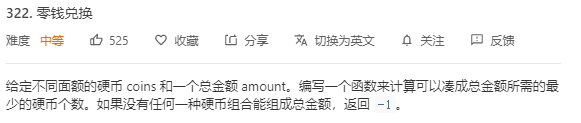 322. 零钱兑换
难度 中等 525 收藏 分享 切换为英文 关注 反馈
给定不同面额的硬币 coins 和一个总金额 amount。编写一个函数来计算可以凑成总金额所需的最
少的硬币个数。如果没有任何一种硬币组合能组成总金额，返回 -1。